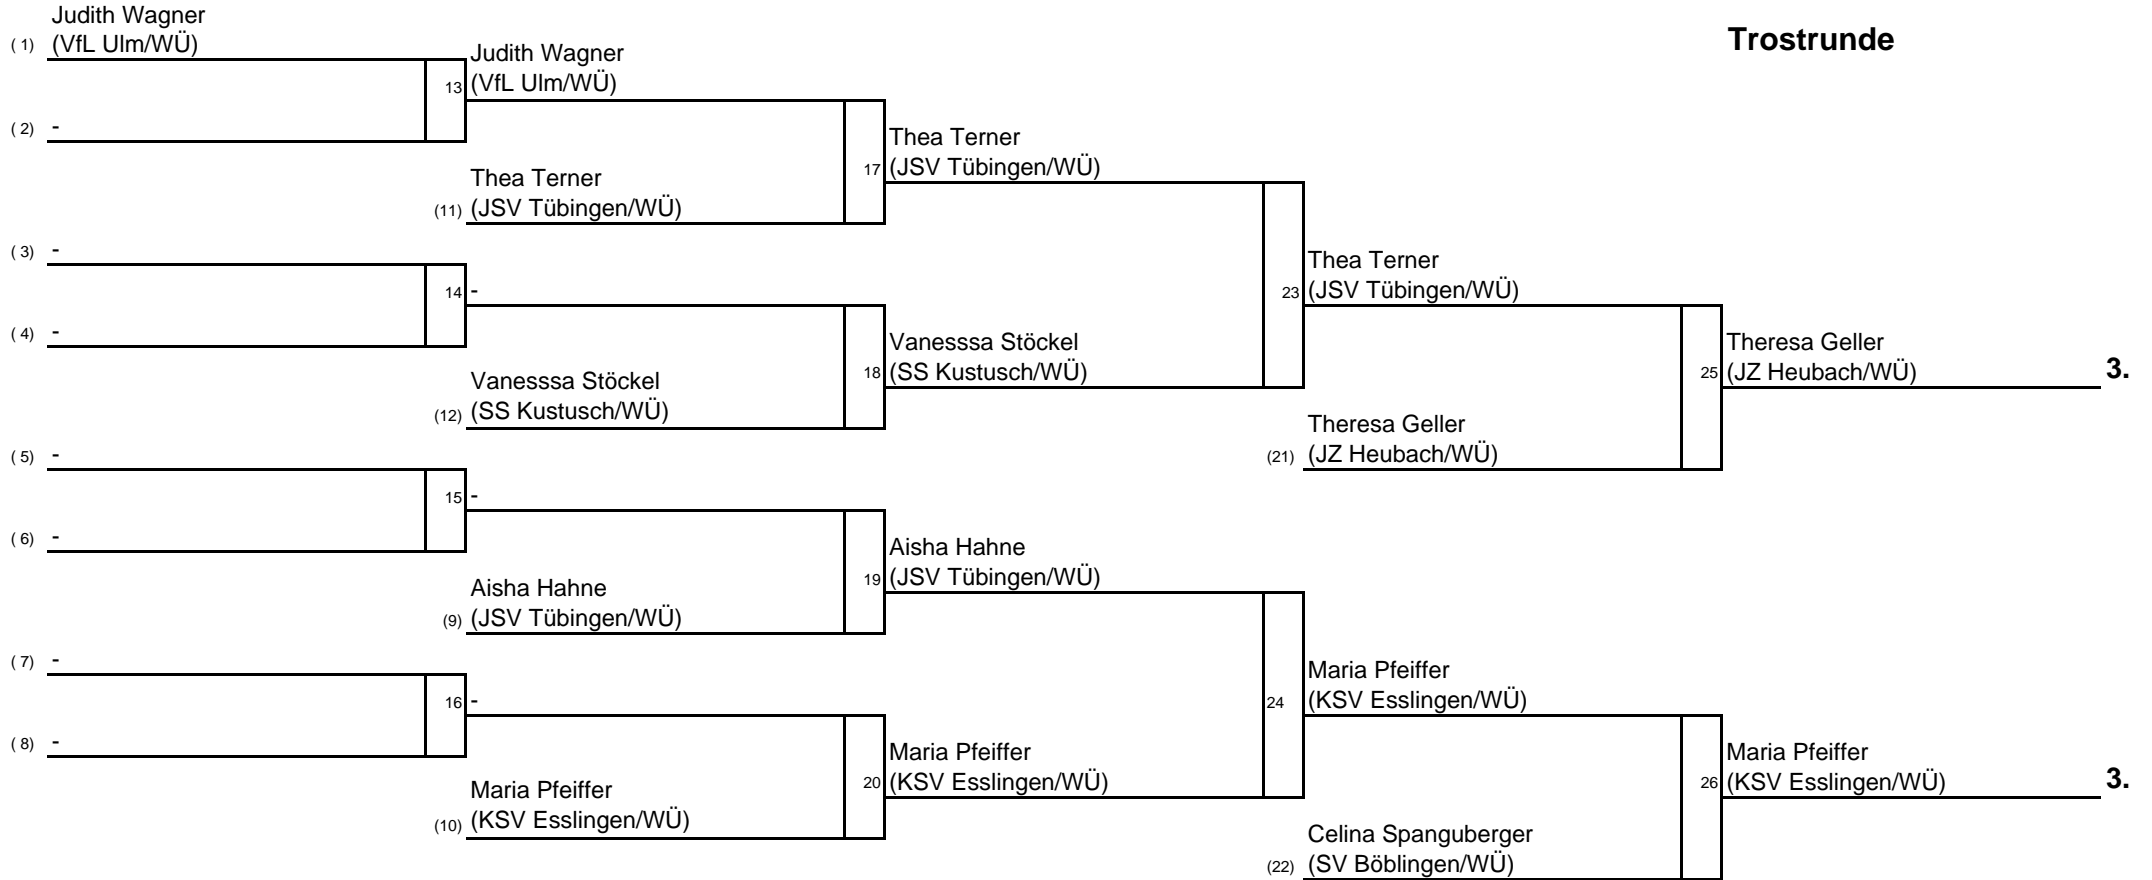 Judith Wagner
( 1) (VfL Ulm/WÜ)
Trostrunde
Judith Wagner
13 (VfL Ulm/WÜ)
( 2) -
Thea Terner
17 (JSV Tübingen/WÜ)
Thea Terner
(11) (JSV Tübingen/WÜ)
( 3) -
Thea Terner
23 (JSV Tübingen/WÜ)
14 -
( 4) -
Vanesssa Stöckel
18 (SS Kustusch/WÜ)
Theresa Geller
25 (JZ Heubach/WÜ) 3.
Vanesssa Stöckel
(12) (SS Kustusch/WÜ)
Theresa Geller
(21) (JZ Heubach/WÜ)
( 5) -
15 -
( 6) -
Aisha Hahne
19 (JSV Tübingen/WÜ)
Aisha Hahne
(9) (JSV Tübingen/WÜ)
( 7) -
Maria Pfeiffer
24 (KSV Esslingen/WÜ)
16 -
( 8) -
Maria Pfeiffer
20 (KSV Esslingen/WÜ)
Maria Pfeiffer
26 (KSV Esslingen/WÜ) 3.
Maria Pfeiffer
(10) (KSV Esslingen/WÜ)
Celina Spanguberger
(22) (SV Böblingen/WÜ)